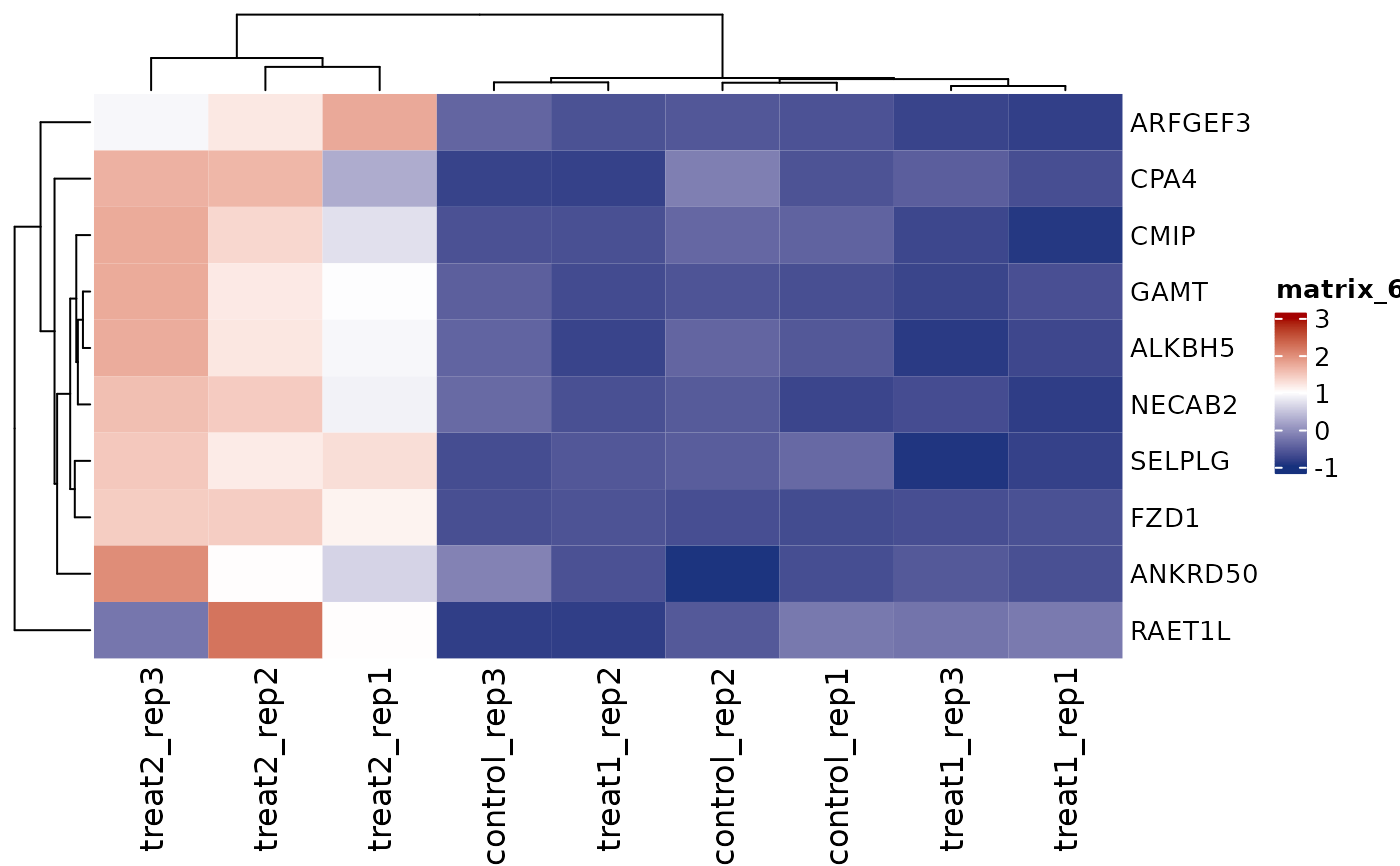 ARFGEF3
CPA4
CMIP
GAMT
ALKBH5
NECAB2
SELPLG
FZD1
ANKRD50
RAET1L
matrix_6
3
2
1
0
-1
treat2_rep3
treat2_rep2
treat2_rep1
control_rep3
treat1_rep2
control_rep2
control_rep1
treat1_rep3
treat1_rep1